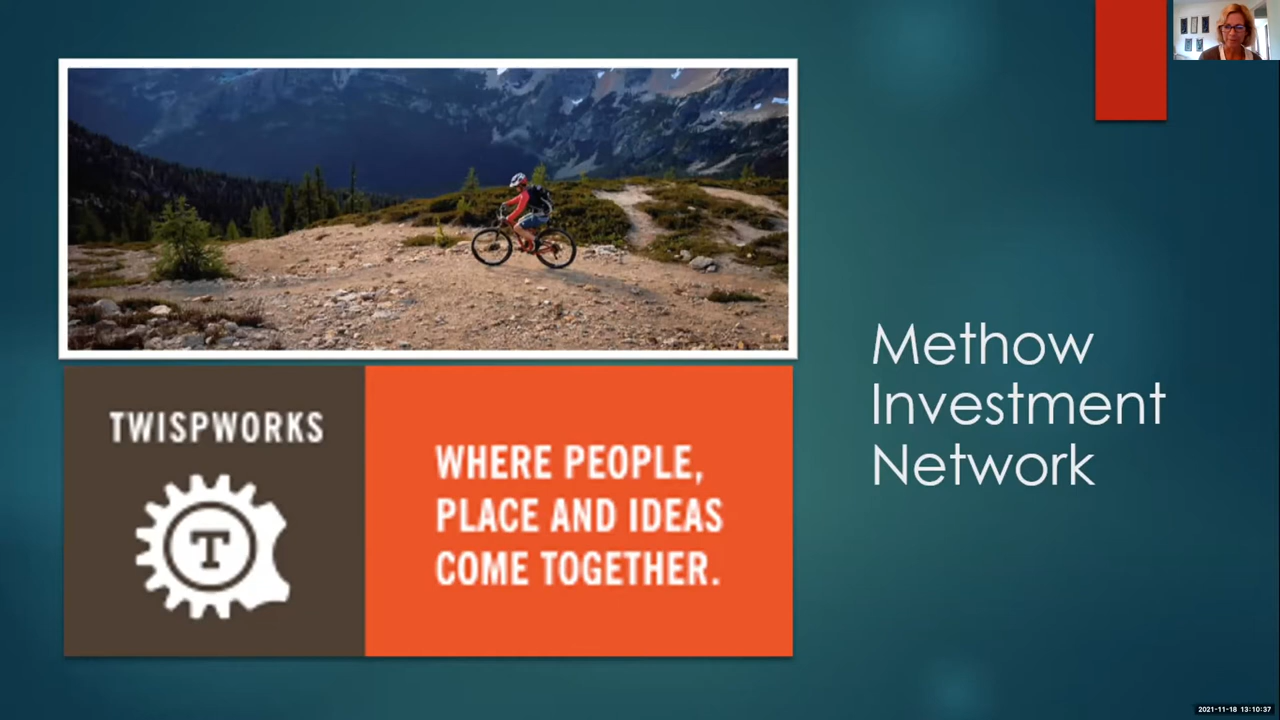 TWISPWORKS
T
WHERE PEOPLE,
PLACE AND IDEAS
COME TOGETHER.
Methow
Investment
Network
2021-11-18 13:10:37